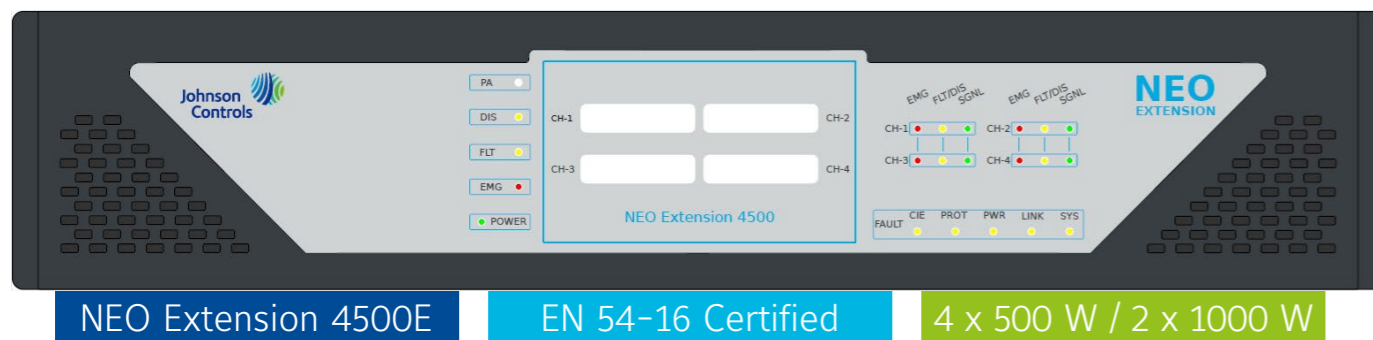 Johnson
Controls
PA
DIS
FLT
EMG
POWER
CH-1
CH-2
CH-3
CH-4
NEO Extension 4500
EMG FLT/DIS SGNL EMG FLT/DIS SGNL
CH-1 CH-2
CH-3 CH-4
FAULT CIE PROT PWR LINK SYS
NEO
EXTENSION
NEO Extension 4500E
EN 54-16 Certified
4 x 500 W / 2 x 1000 W